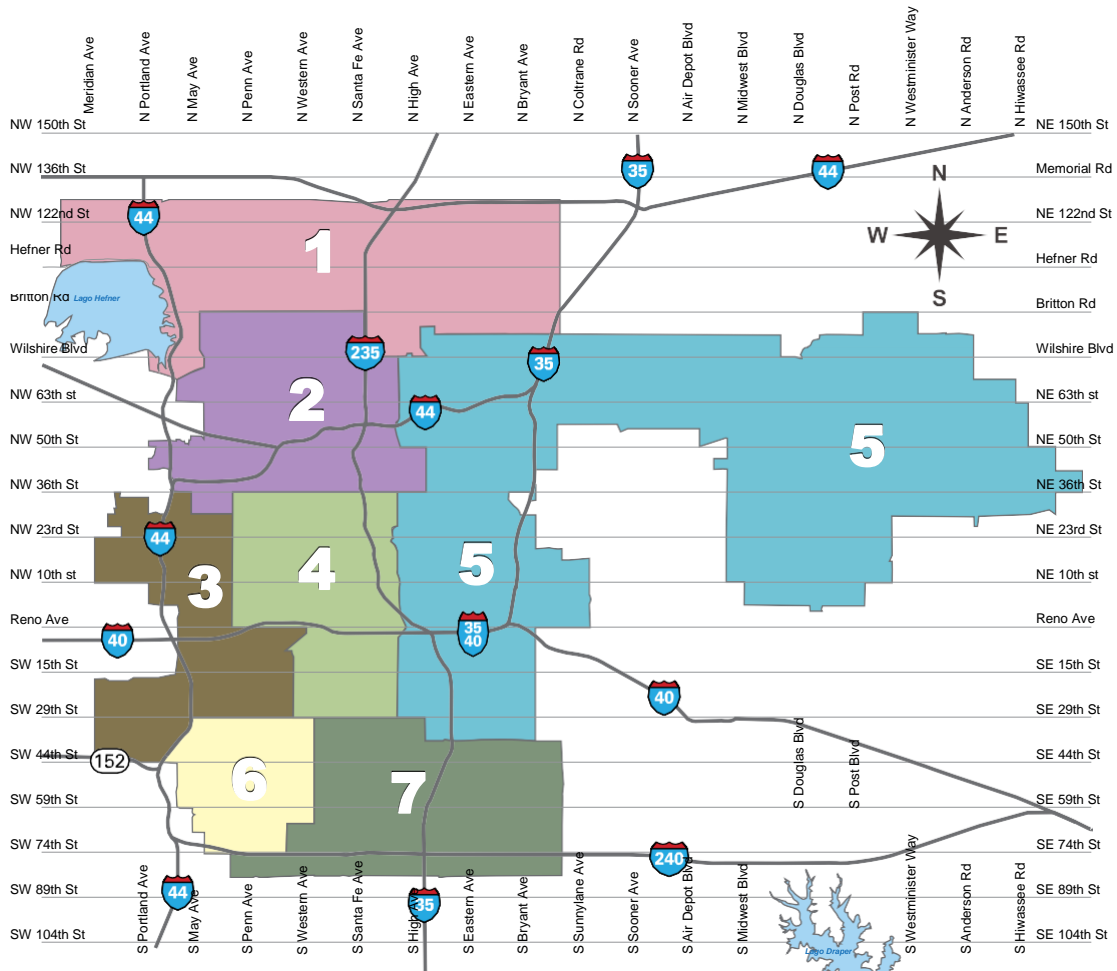 Meridian Ave
N Portland Ave
N May Ave
N Penn Ave
N Western Ave
N Santa Fe Ave
N High Ave
N Eastern Ave
N Bryant Ave
N Coltrane Rd
N Sooner Ave
N Air Depot Blvd
N Midwest Blvd
N Douglas Blvd
N Post Rd
N Westminister Way
N Anderson Rd
N Hiwassee Rd
NW 150th St
NE 150th St
NW 136th St
35
44
Memorial Rd
N
NW 122nd St
44
NE 122nd St
1
W
E
Hefner Rd
Hefner Rd
S
Britton Rd
Lago Hefner
Britton Rd
Wilshire Blvd
235
35
Wilshire Blvd
NW 63th st
2
44
NE 63th st
NW 50th St
5
NE 50th St
NW 36th St
NE 36th St
NW 23rd St
44
NE 23rd St
NW 10th st
3
4
5
NE 10th st
Reno Ave
40
35
40
Reno Ave
SW 15th St
SE 15th St
40
SW 29th St
SE 29th St
SW 44th St
152
S Douglas Blvd
S Post Blvd
SE 44th St
6
7
SW 59th St
SE 59th St
SW 74th St
240
SE 74th St
SW 89th St
44
35
SE 89th St
SW 104th St
SE 104th St
S Portland Ave
S May Ave
S Penn Ave
S Western Ave
S Santa Fe Ave
S High Ave
S Eastern Ave
S Bryant Ave
S Sunnylane Ave
S Sooner Ave
S Air Depot Blvd
S Midwest Blvd
Lago Draper
S Westminister Way
S Anderson Rd
S Hiwassee Rd